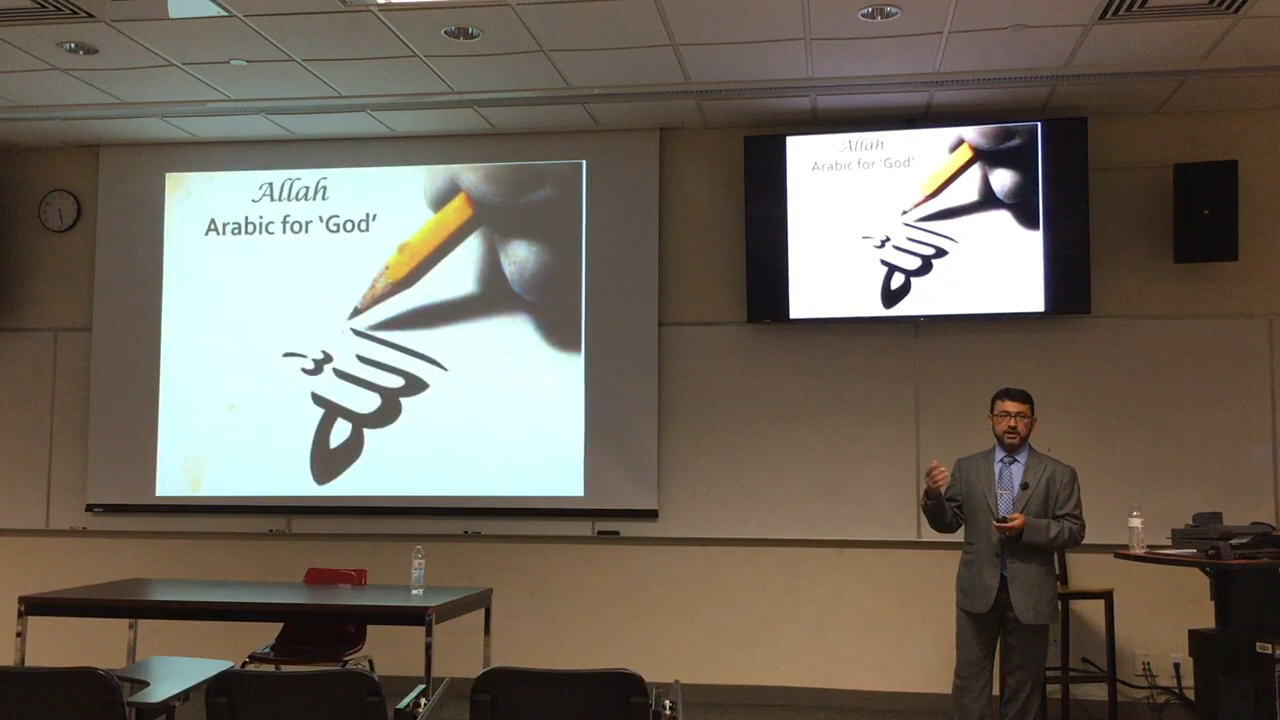 Allah
Arabic for ‘God’
الله
Allah
Arabic for ‘God’
الله